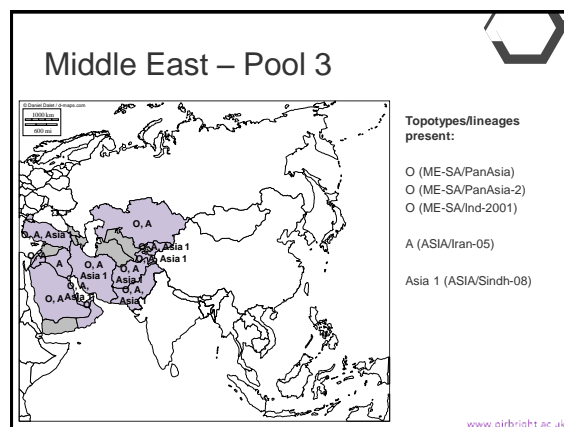 Middle East – Pool 3
© Daniel Dalet / d-maps.com
1000 km
600 mi
O, A
O, A, Asia 1
O, A, Asia 1
Asia 1
O, A
A
O, A
Asia 1
O, A
Asia 1
O, A,
Asia 1
O, A,
Asia
O, A
O
Topotypes/lineages
present:
O (ME-SA/PanAsia)
O (ME-SA/PanAsia-2)
O (ME-SA/Ind-2001)
A (ASIA/Iran-05)
Asia 1 (ASIA/Sindh-08)
www.pirbright.ac.uk